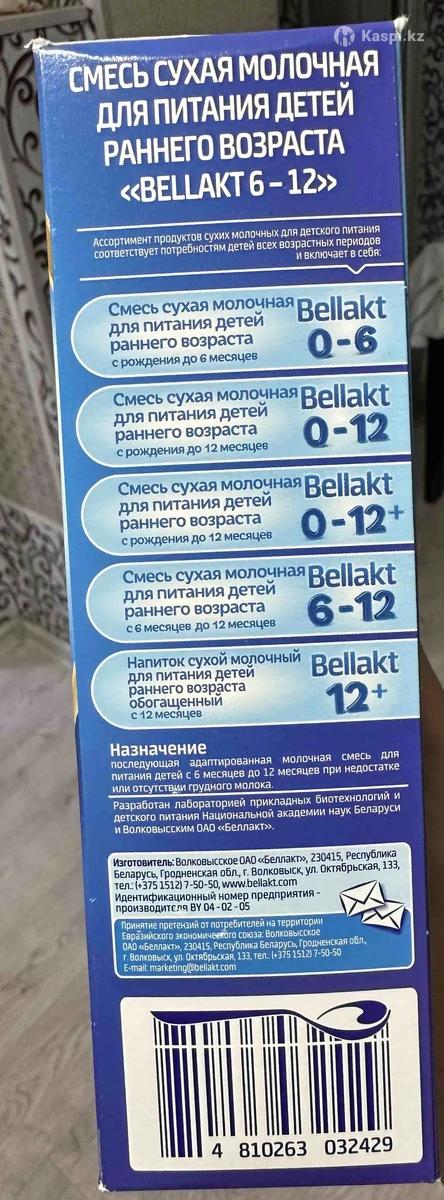 Kaspi.kz
СМЕСЬ СУХАЯ МОЛОЧНАЯ
ДЛЯ ПИТАНИЯ ДЕТЕЙ
РАННЕГО ВОЗРАСТА
«BELLAKT 6 – 12»
Ассортимент продуктов сухих молочных для детского питания
соответствует потребностям детей всех возрастных периодов
и включает в себя:
Смесь сухая молочная Bellakt
для питания детей
раннего возраста 0-6
с рождения до 6 месяцев
Смесь сухая молочная Bellakt
для питания детей
раннего возраста 0-12
с рождения до 12 месяцев
Смесь сухая молочная Bellakt
для питания детей
раннего возраста 0-12+
с рождения до 12 месяцев
Смесь сухая молочная Bellakt
для питания детей
раннего возраста 6-12
с 6 месяцев до 12 месяцев
Напиток сухой молочный Bellakt
для питания детей
раннего возраста 12+
обогащенный
с 12 месяцев
Назначение
последующая адаптированная молочная смесь для
питания детей с 6 месяцев до 12 месяцев при недостатке
или отсутствии грудного молока.
Разработан лабораторией прикладных биотехнологий и
детского питания Национальной академии наук Беларуси
и Волковысским ОАО «Беллакт».
Изготовитель: Волковысское ОАО «Беллакт», 230415, Республика
Беларусь, Гродненская обл., г. Волковыск, ул. Октябрьская, 133,
тел.: (+375 1512) 7-50-50, www.bellakt.com
Идентификационный номер предприятия -
производителя BY 04 - 02 - 05
Принятие претензий от потребителей на территории
Евразийского экономического союза: Волковысское
ОАО «Беллакт», 230415, Республика Беларусь, Гродненская обл.,
г. Волковыск, ул. Октябрьская, 133, тел.: (+375 1512) 7-50-50
E-mail: marketing@bellakt.com
4 810263 032429